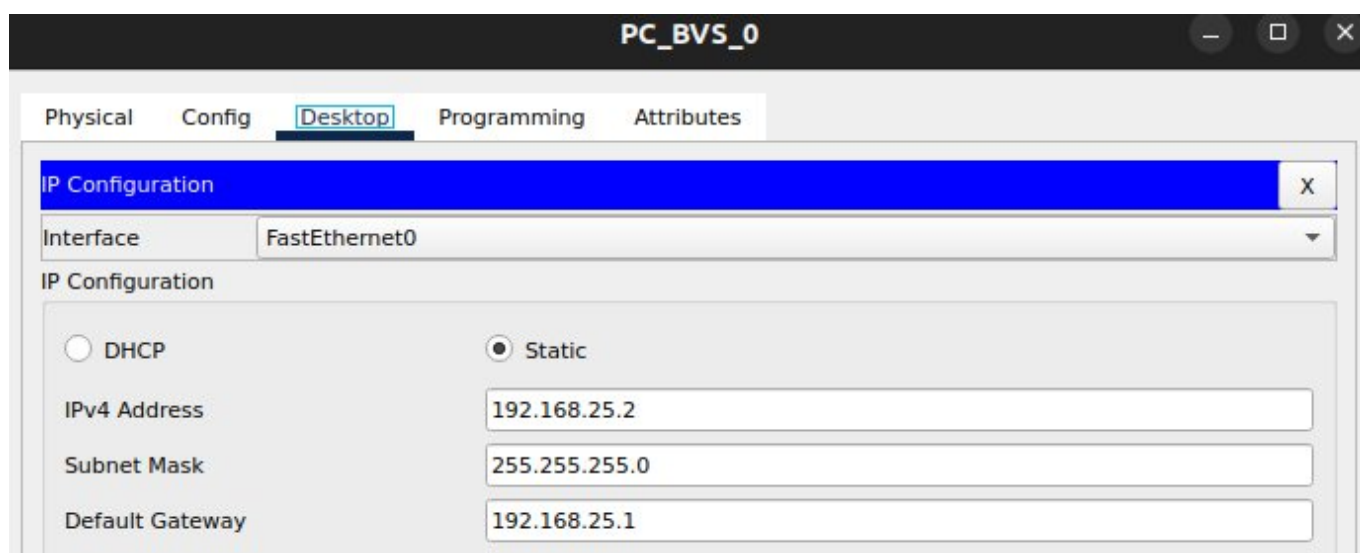 PC_BVS_0
Physical Config Desktop Programming Attributes
IP Configuration X
Interface FastEthernet0
IP Configuration
DHCP Static
IPv4 Address 192.168.25.2
Subnet Mask 255.255.255.0
Default Gateway 192.168.25.1